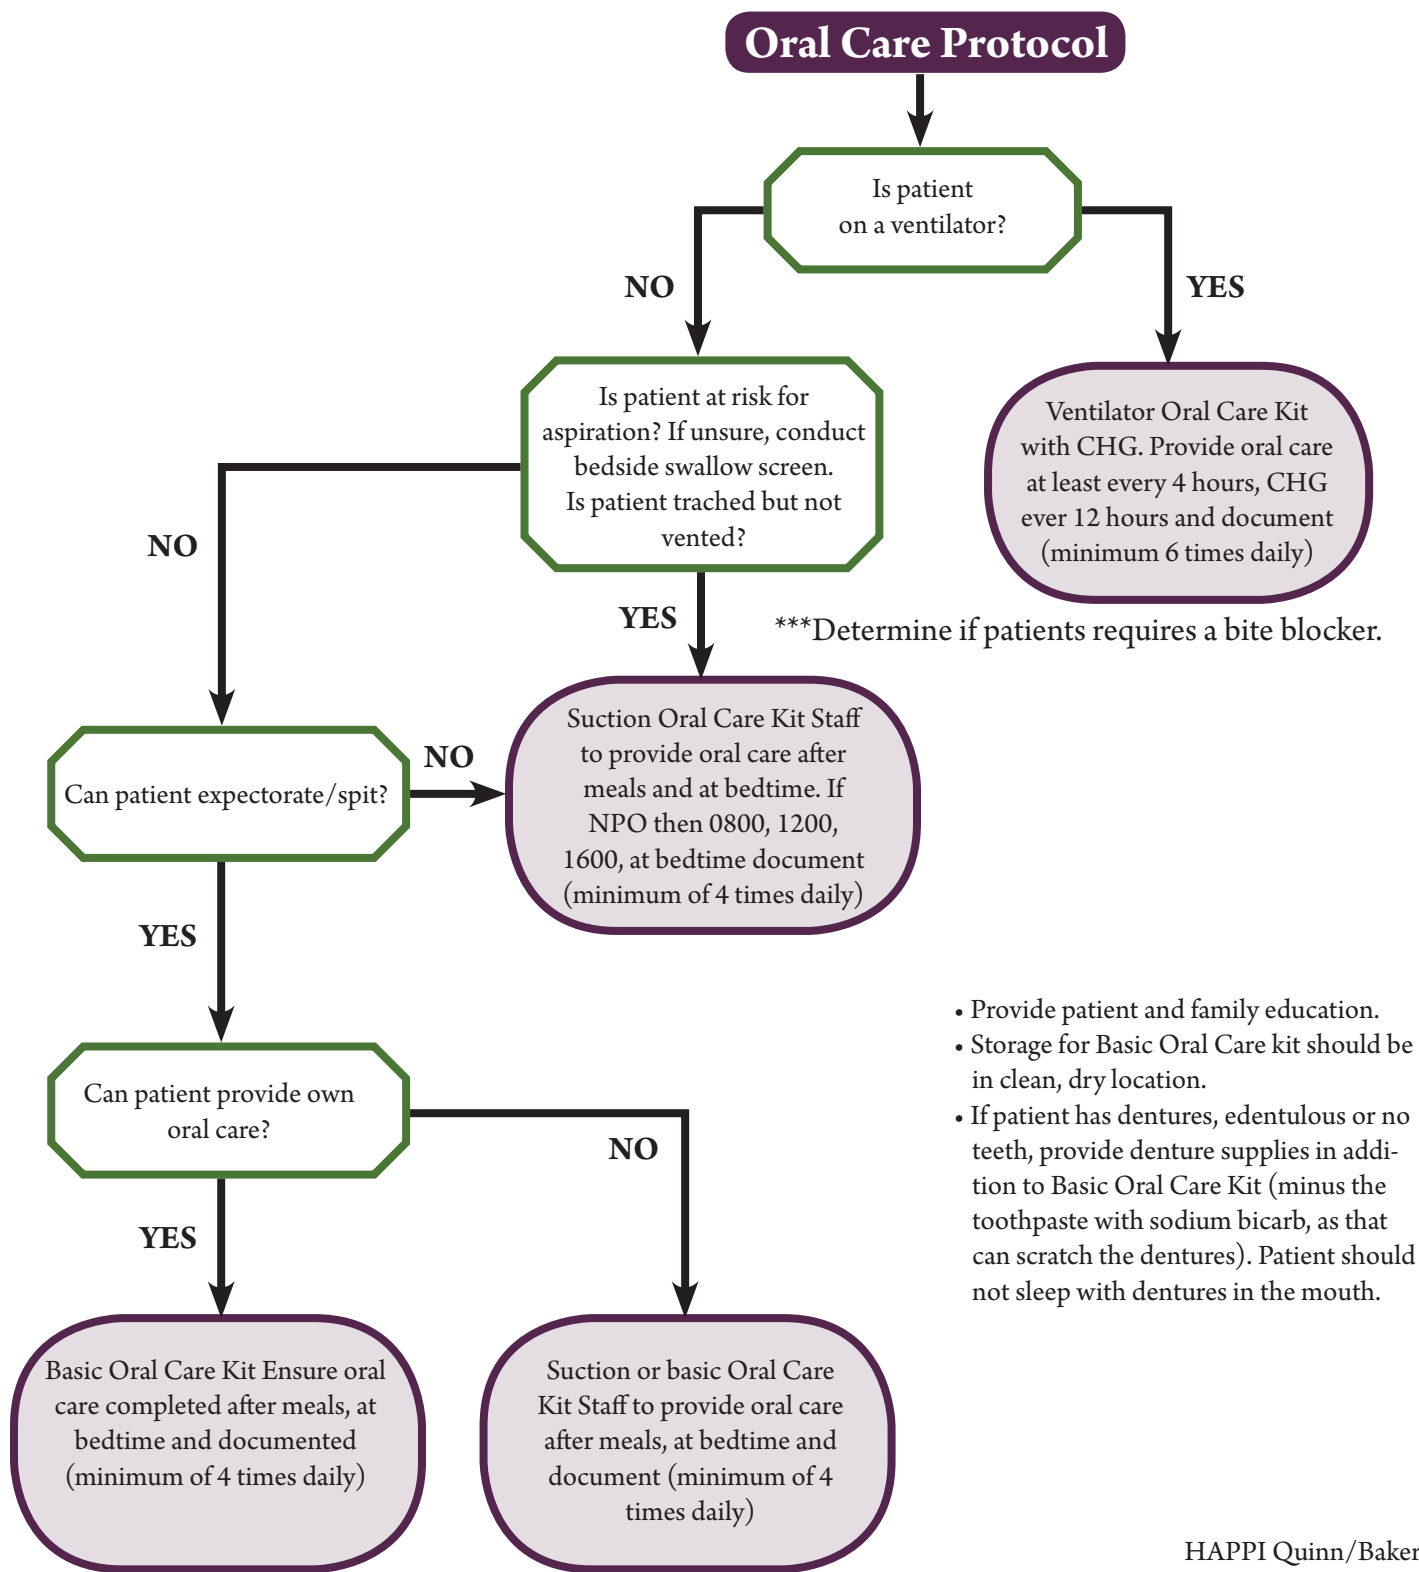 Oral Care Protocol
Is patient
on a ventilator?
NO
YES
Is patient at risk for
aspiration? If unsure, conduct
bedside swallow screen.
Is patient trached but not
vented?
Ventilator Oral Care Kit
with CHG. Provide oral care
at least every 4 hours, CHG
ever 12 hours and document
(minimum 6 times daily)
NO
YES
***Determine if patients requires a bite blocker.
Can patient expectorate/spit?
NO
Suction Oral Care Kit Staff
to provide oral care after
meals and at bedtime. If
NPO then 0800, 1200,
1600, at bedtime document
(minimum of 4 times daily)
YES
Can patient provide own
oral care?
NO
YES
• Provide patient and family education.
• Storage for Basic Oral Care kit should be
in clean, dry location.
• If patient has dentures, edentulous or no
teeth, provide denture supplies in addi-
tion to Basic Oral Care Kit (minus the
toothpaste with sodium bicarb, as that
can scratch the dentures). Patient should
not sleep with dentures in the mouth.
Basic Oral Care Kit Ensure oral
care completed after meals, at
bedtime and documented
(minimum of 4 times daily)
Suction or basic Oral Care
Kit Staff to provide oral care
after meals, at bedtime and
document (minimum of 4
times daily)
HAPPI Quinn/Baker